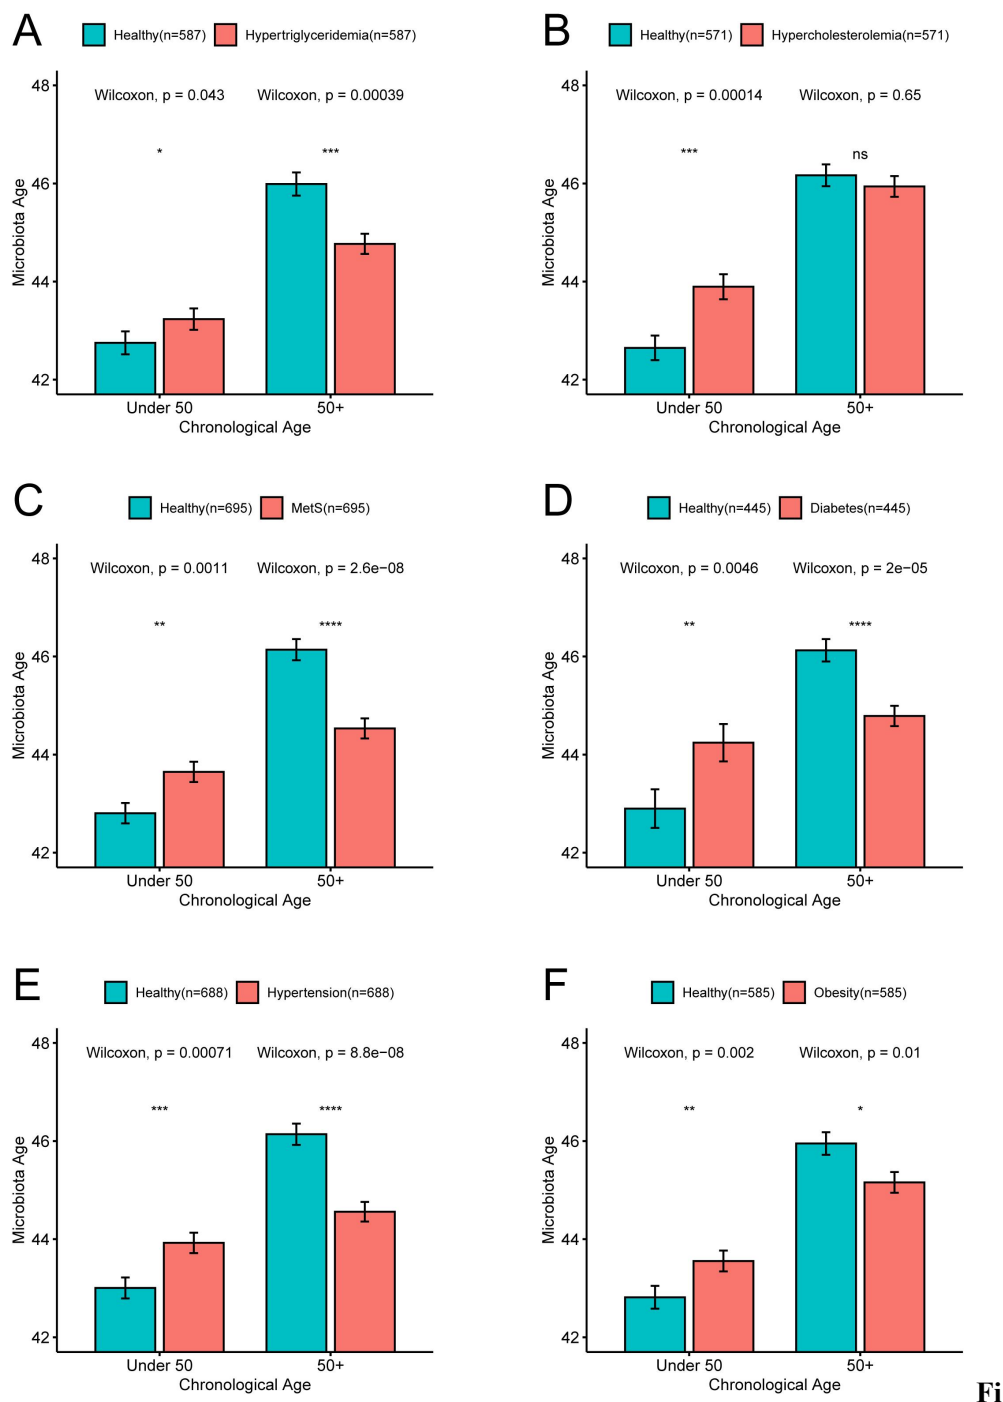 A
Healthy(n=587) Hypertriglyceridemia(n=587)
48
46
44
42
Microbiota Age
Wilcoxon, p = 0.043 Wilcoxon, p = 0.00039
* ***
Under 50 50+
Chronological Age
B
Healthy(n=571) Hypercholesterolemia(n=571)
48
46
44
42
Microbiota Age
Wilcoxon, p = 0.00014 Wilcoxon, p = 0.65
*** ns
Under 50 50+
Chronological Age
C
Healthy(n=695) MetS(n=695)
48
46
44
42
Microbiota Age
Wilcoxon, p = 0.0011 Wilcoxon, p = 2.6e−08
** ****
Under 50 50+
Chronological Age
D
Healthy(n=445) Diabetes(n=445)
48
46
44
42
Microbiota Age
Wilcoxon, p = 0.0046 Wilcoxon, p = 2e−05
** ****
Under 50 50+
Chronological Age
E
Healthy(n=688) Hypertension(n=688)
48
46
44
42
Microbiota Age
Wilcoxon, p = 0.00071 Wilcoxon, p = 8.8e−08
*** ****
Under 50 50+
Chronological Age
F
Healthy(n=585) Obesity(n=585)
48
46
44
42
Microbiota Age
Wilcoxon, p = 0.002 Wilcoxon, p = 0.01
** *
Under 50 50+
Chronological Age
Fi